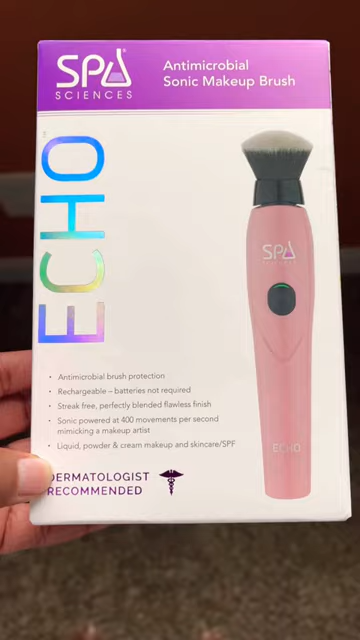 SPA
SCIENCES
Antimicrobial
Sonic Makeup Brush
ECHO™
SPA
SCIENCES
• Antimicrobial brush protection
• Rechargeable – batteries not required
• Streak free, perfectly blended flawless finish
• Sonic powered at 400 movements per second
mimicking a makeup artist
• Liquid, powder & cream makeup and skincare/SPF
ECHO
DERMATOLOGIST
RECOMMENDED